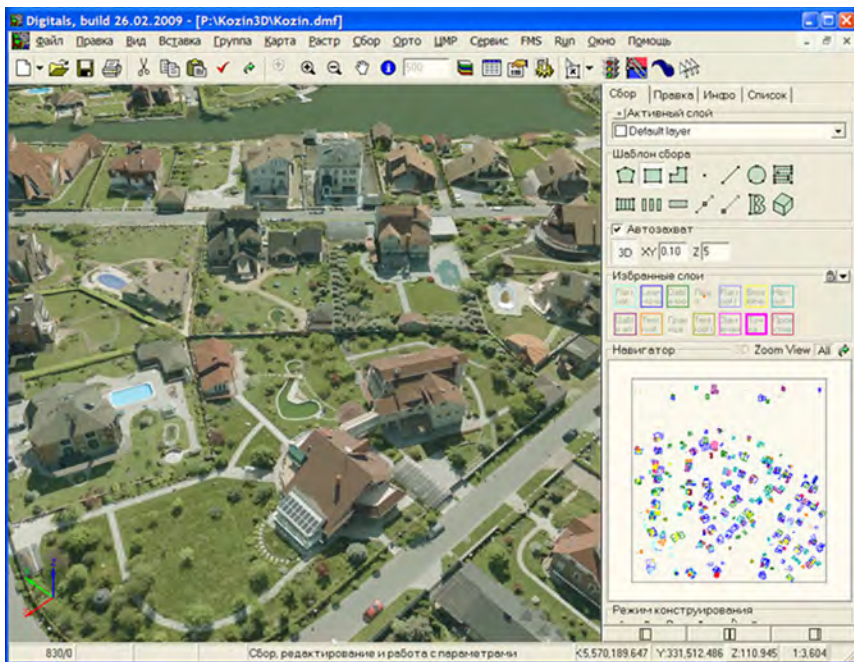 Digitals, build 26.02.2009 - [P:\Kozin3D\Kozin.dmf]
Файл Правка Вид Вставка Группа Карта Растр Сбор Орто ЦМР Сервис FMS Run Окно Помощь
500
Сбор Правка Инфо Список
Активный слой
Default layer
Шаблон сбора
Автозахват
3D XY 0.10 Z 5
Избранные слои
Навигатор 3D Zoom View All
Режим конструирования
830/0 Сбор, редактирование и работа с параметрами 5,570,189.647 Y:331,512.486 Z:110.945 1:3,604